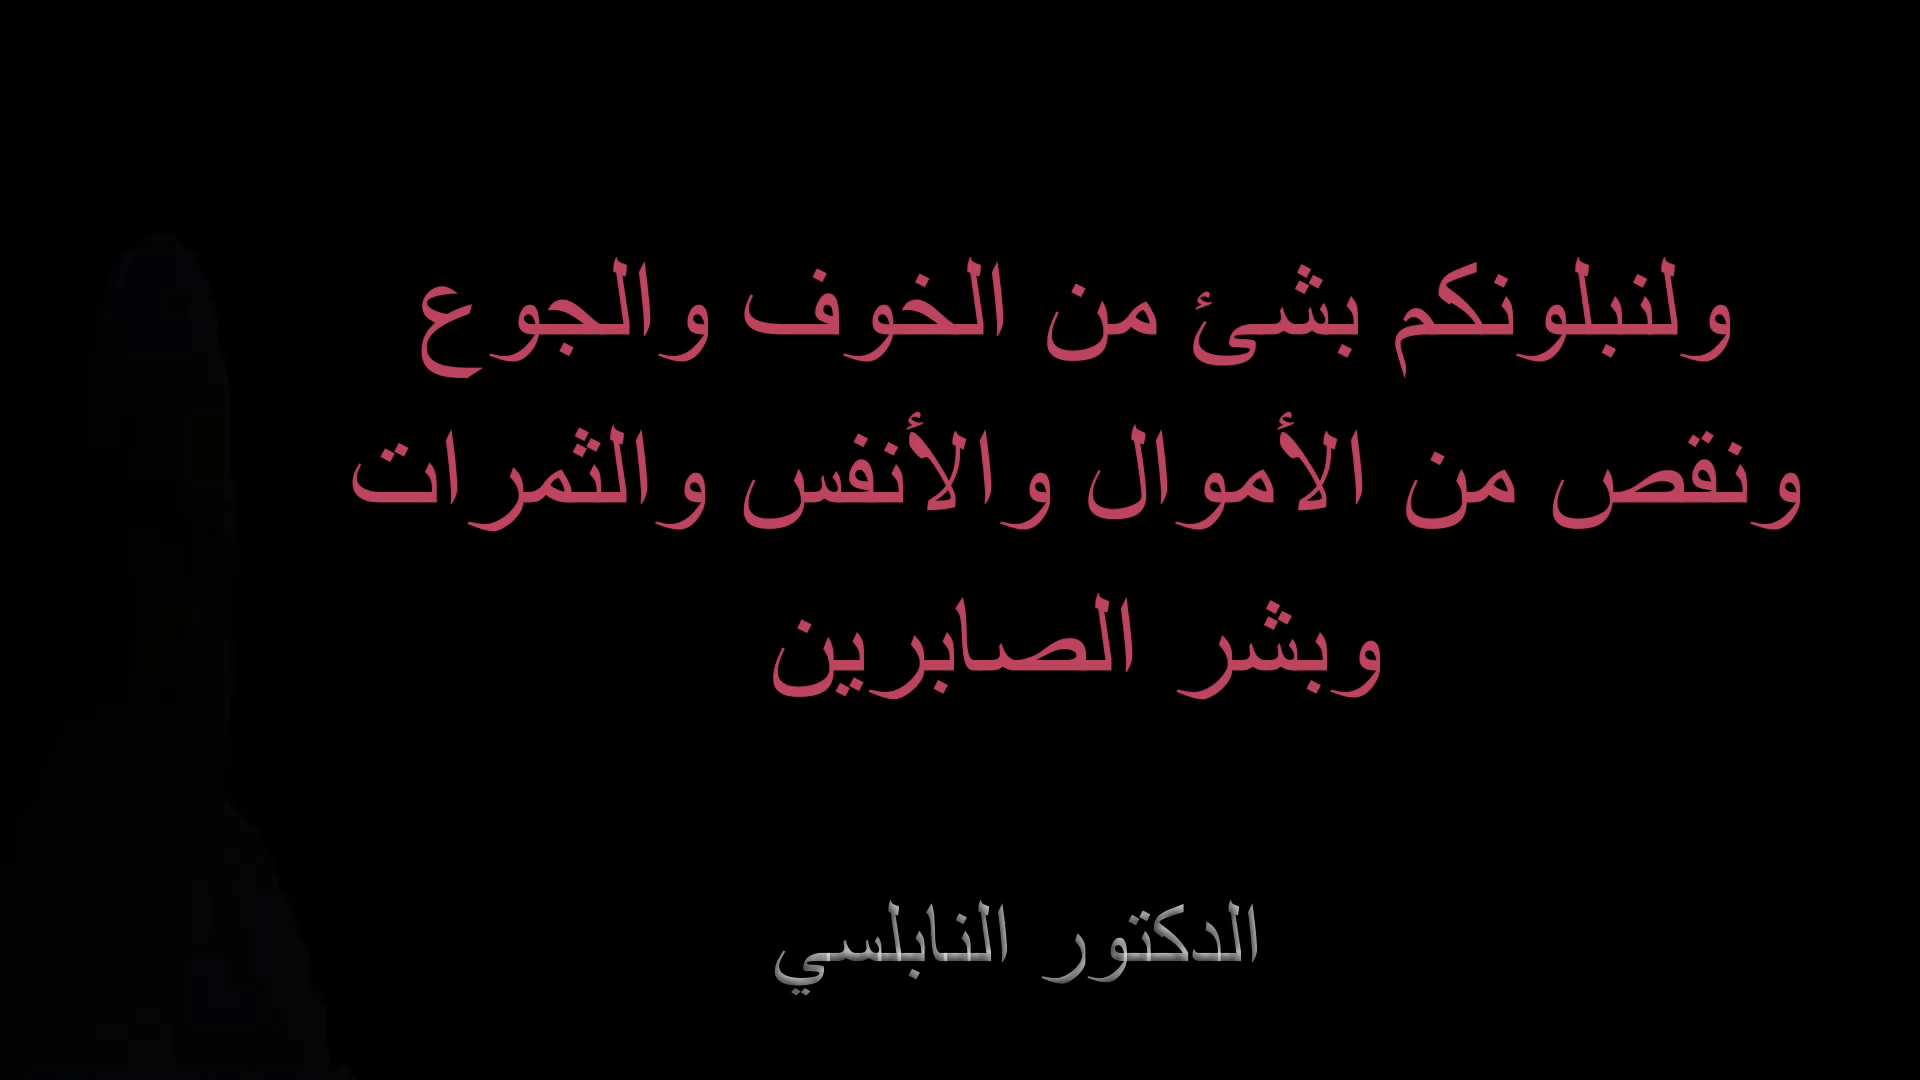 ولنبلونكم بشئ من الخوف والجوع
ونقص من الأموال والأنفس والثمرات
وبشر الصابرين
الدكتور النابلسي